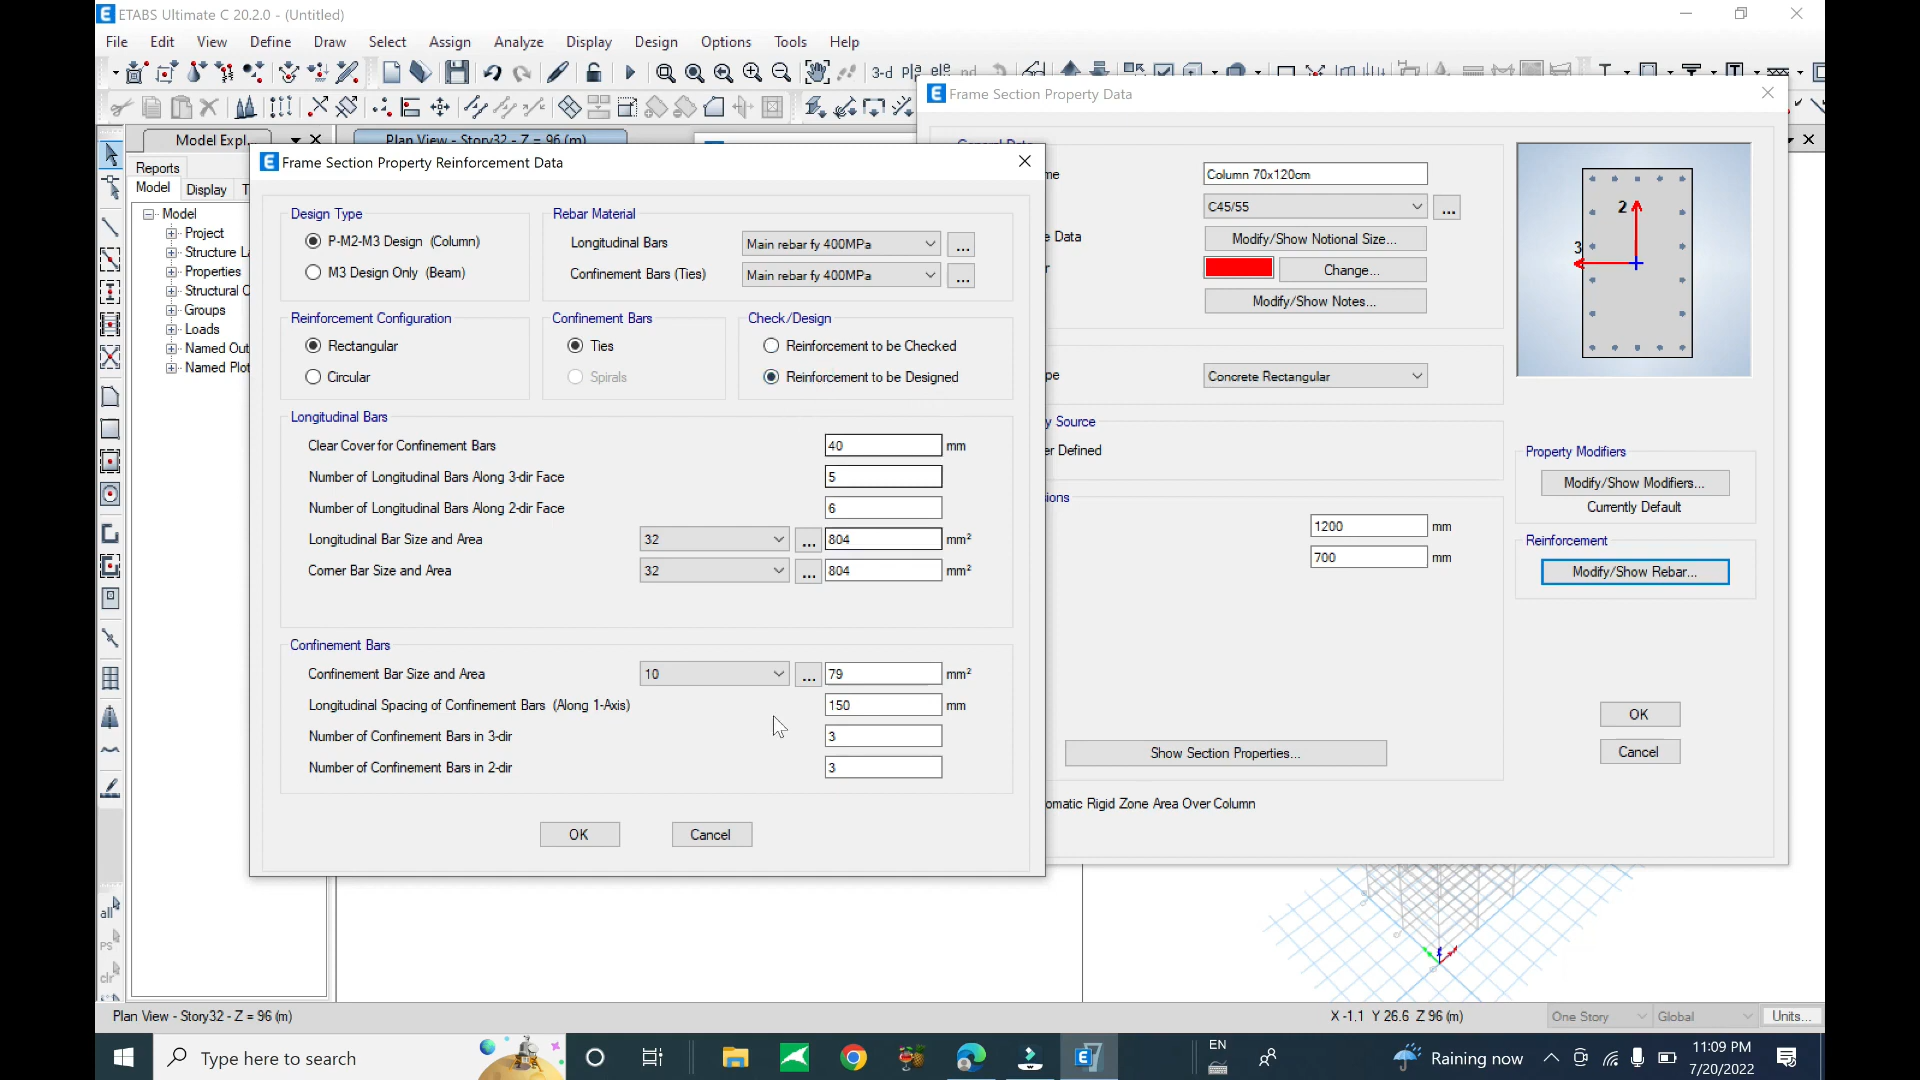 ETABS Ultimate C 20.2.0 - (Untitled)
File Edit View Define Draw Select Assign Analyze Display Design Options Tools Help
3-d
Model Expl...
Plan View - Story32 - Z = 96 (m)
Reports
Model Display
Model
Project
Structure
Properties
Structural
Groups
Loads
Named
Named
Frame Section Property Reinforcement Data
Design Type
P-M2-M3 Design (Column)
M3 Design Only (Beam)
Rebar Material
Longitudinal Bars Main rebar fy 400MPa ...
Confinement Bars (Ties) Main rebar fy 400MPa ...
Reinforcement Configuration
Rectangular
Circular
Confinement Bars
Ties
Spirals
Check/Design
Reinforcement to be Checked
Reinforcement to be Designed
Longitudinal Bars
Clear Cover for Confinement Bars 40 mm
Number of Longitudinal Bars Along 3-dir Face 5
Number of Longitudinal Bars Along 2-dir Face 6
Longitudinal Bar Size and Area 32 ... 804 mm²
Corner Bar Size and Area 32 ... 804 mm²
Confinement Bars
Confinement Bar Size and Area 10 ... 79 mm²
Longitudinal Spacing of Confinement Bars (Along 1-Axis) 150 mm
Number of Confinement Bars in 3-dir 3
Number of Confinement Bars in 2-dir 3
OK Cancel
Frame Section Property Data
Column 70x120cm
C45/55 ...
Data Modify/Show Notional Size...
Change...
Modify/Show Notes...
2
3
Concrete Rectangular
Source
Defined
1200 mm
700 mm
Property Modifiers
Modify/Show Modifiers...
Currently Default
Reinforcement
Modify/Show Rebar...
Show Section Properties...
OK
Cancel
Rigid Zone Area Over Column
all
PS
clr
Plan View - Story32 - Z = 96 (m) X -1.1 Y 26.6 Z 96 (m) One Story Global Units...
Type here to search
EN
Raining now
11:09 PM
7/20/2022